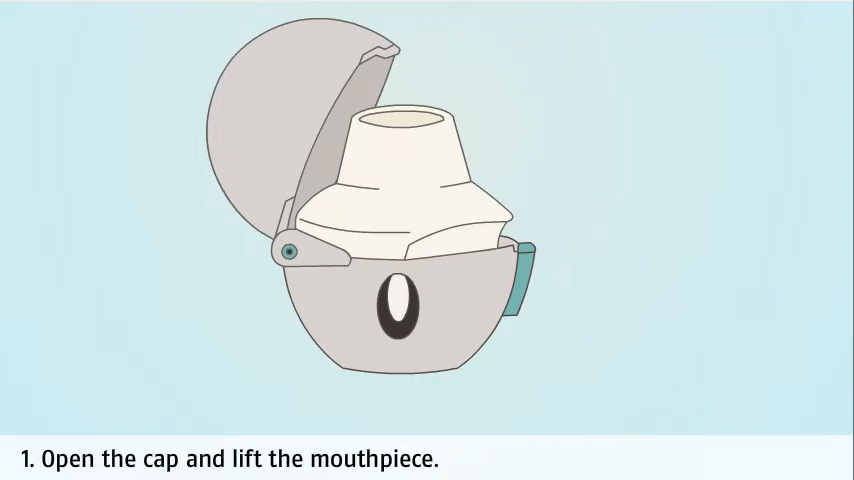 1. Open the cap and lift the mouthpiece.